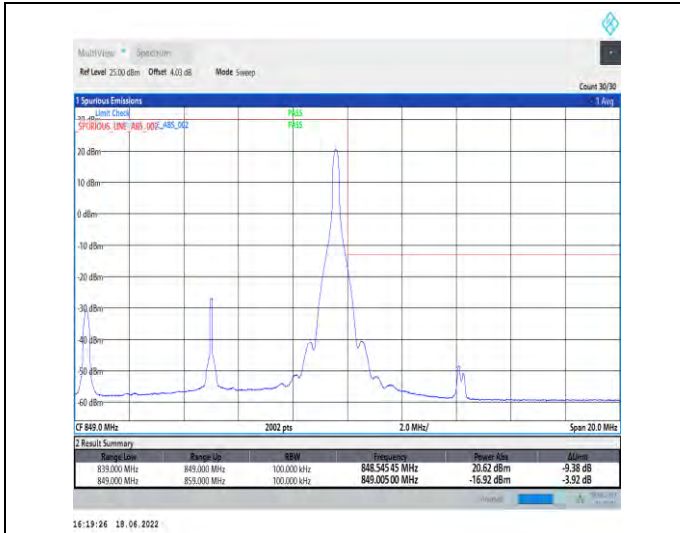 MultiView Spectrum
Ref Level 25.00 dBm Offset 4.03 dB Mode Sweep
Count 30/30
1 Spurious Emissions 1 Avg
Limit Check PASS
_SPURIOUS_LINE_ABS_002 _ABS_002 PASS
20 dBm
10 dBm
0 dBm
-10 dBm
-20 dBm
-30 dBm
-40 dBm
-50 dBm
-60 dBm
CF 849.0 MHz 2002 pts 2.0 MHz/ Span 20.0 MHz
2 Result Summary
Range Low Range Up RBW Frequency Power Abs ΔLimit
839.000 MHz 849.000 MHz 100.000 kHz 848.545 45 MHz 20.62 dBm -9.38 dB
849.000 MHz 859.000 MHz 100.000 kHz 849.005 00 MHz -16.92 dBm -3.92 dB
16:19:26 18.06.2022